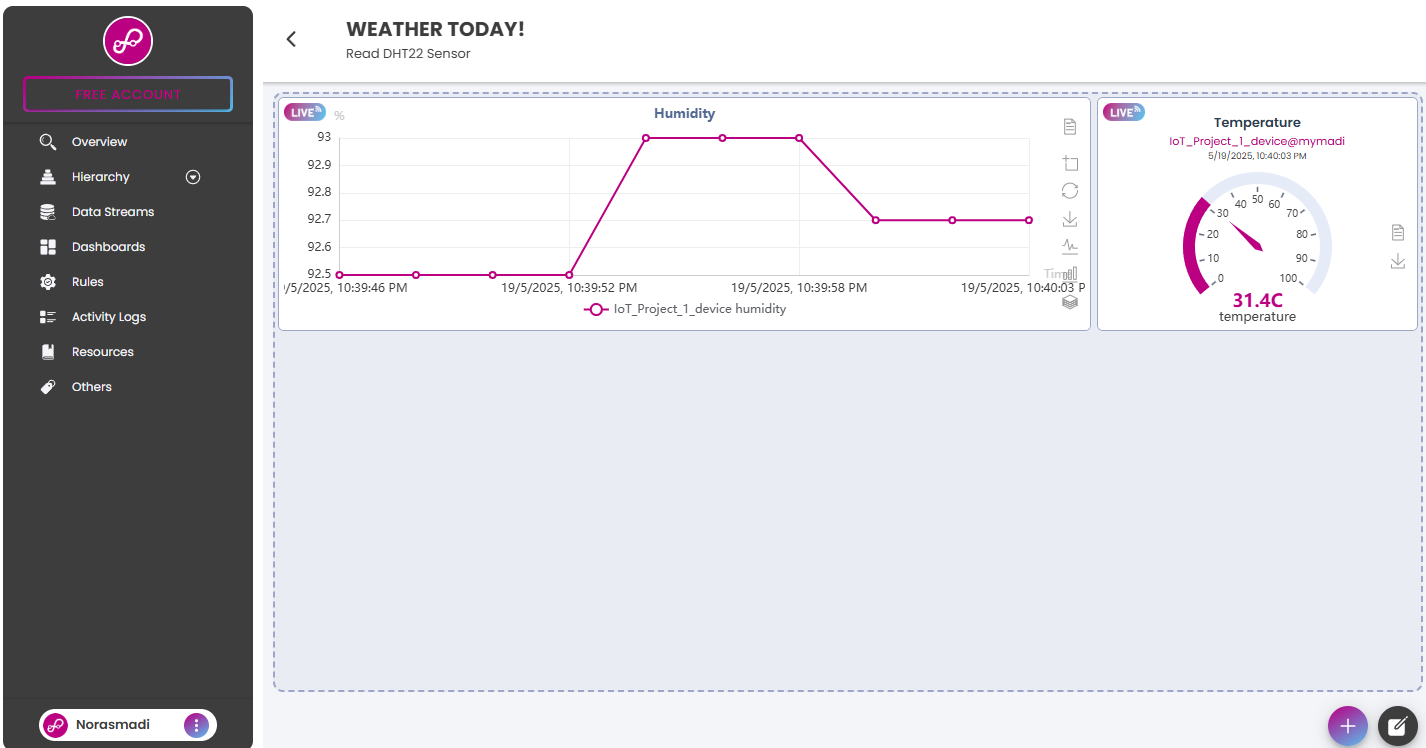 FREE ACCOUNT
Overview
Hierarchy
Data Streams
Dashboards
Rules
Activity Logs
Resources
Others
Norasmadi
WEATHER TODAY!
Read DHT22 Sensor
LIVE
%
Humidity
93
92.9
92.8
92.7
92.6
92.5
/5/2025, 10:39:46 PM
19/5/2025, 10:39:52 PM
19/5/2025, 10:39:58 PM
19/5/2025, 10:40:03 P
IoT_Project_1_device humidity
LIVE
Temperature
IoT_Project_1_device@mymadi
5/19/2025, 10:40:03 PM
0
10
20
30
40
50
60
70
80
90
100
31.4C
temperature